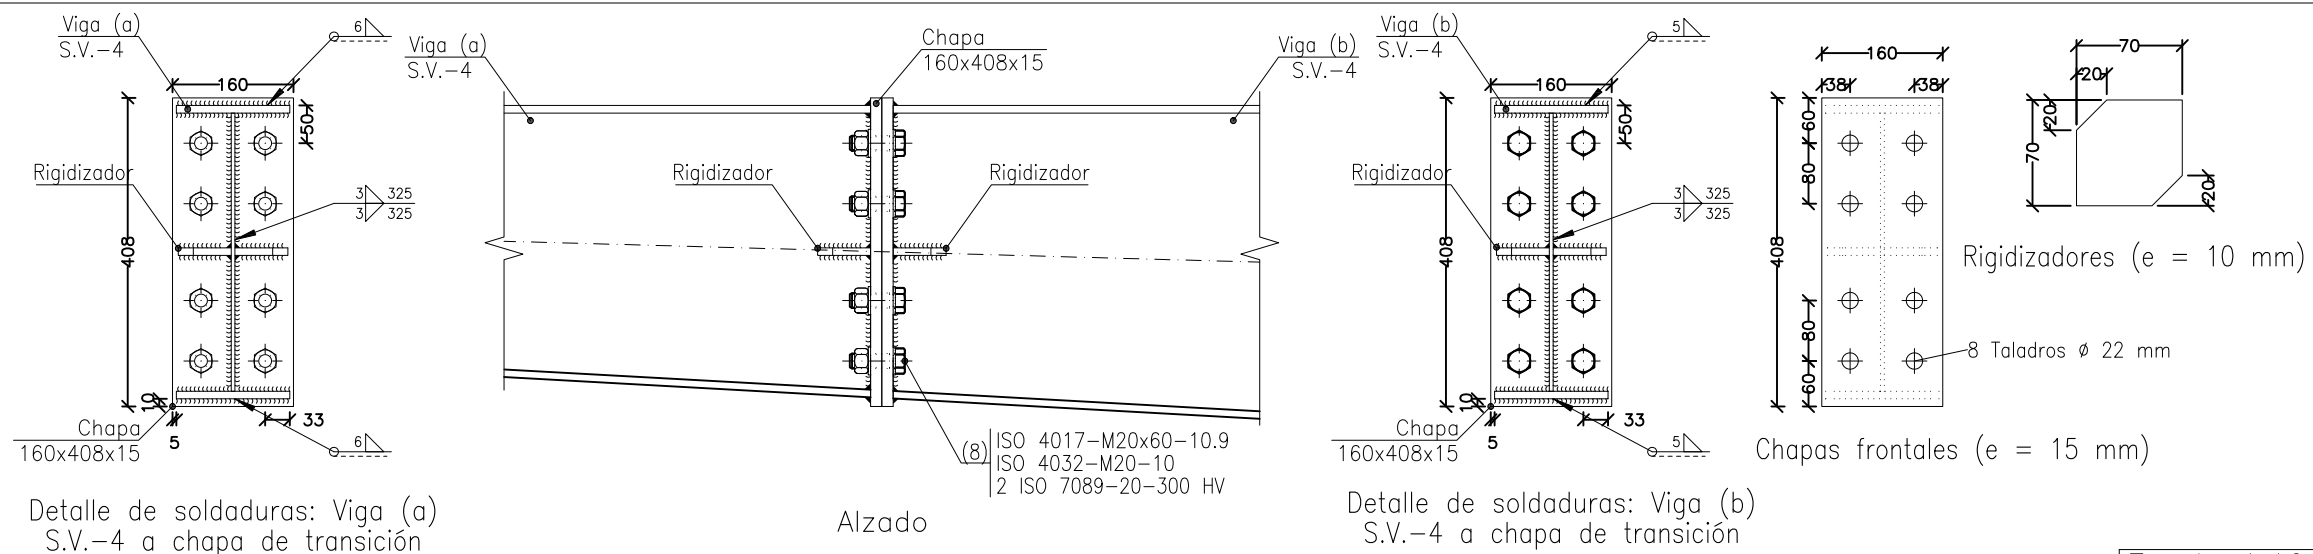 Viga (a)
S.V.-4
6
160
50
408
Rigidizador
3 325
3 325
10
5
33
Chapa
160x408x15
6
Detalle de soldaduras: Viga (a)
S.V.-4 a chapa de transición
Viga (a)
S.V.-4
Chapa
160x408x15
Viga (b)
S.V.-4
Rigidizador
Rigidizador
(8)
ISO 4017-M20x60-10.9
ISO 4032-M20-10
2 ISO 7089-20-300 HV
Alzado
Viga (b)
S.V.-4
5
160
50
408
Rigidizador
3 325
3 325
10
5
33
Chapa
160x408x15
5
Detalle de soldaduras: Viga (b)
S.V.-4 a chapa de transición
160
38
38
60
80
408
80
60
8 Taladros ø 22 mm
Chapas frontales (e = 15 mm)
70
20
20
70
20
Rigidizadores (e = 10 mm)